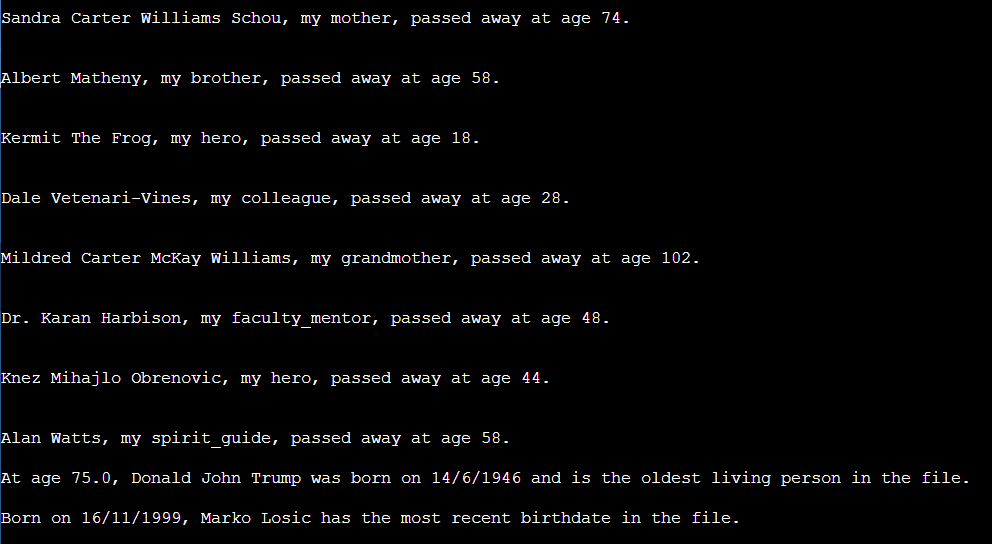 Sandra Carter Williams Schou, my mother, passed away at age 74.
Albert Matheny, my brother, passed away at age 58.
Kermit The Frog, my hero, passed away at age 18.
Dale Vetenari-Vines, my colleague, passed away at age 28.
Mildred Carter McKay Williams, my grandmother, passed away at age 102.
Dr. Karan Harbison, my faculty_mentor, passed away at age 48.
Knez Mihajlo Obrenovic, my hero, passed away at age 44.
Alan Watts, my spirit_guide, passed away at age 58.
At age 75.0, Donald John Trump was born on 14/6/1946 and is the oldest living person in the file.
Born on 16/11/1999, Marko Losic has the most recent birthdate in the file.